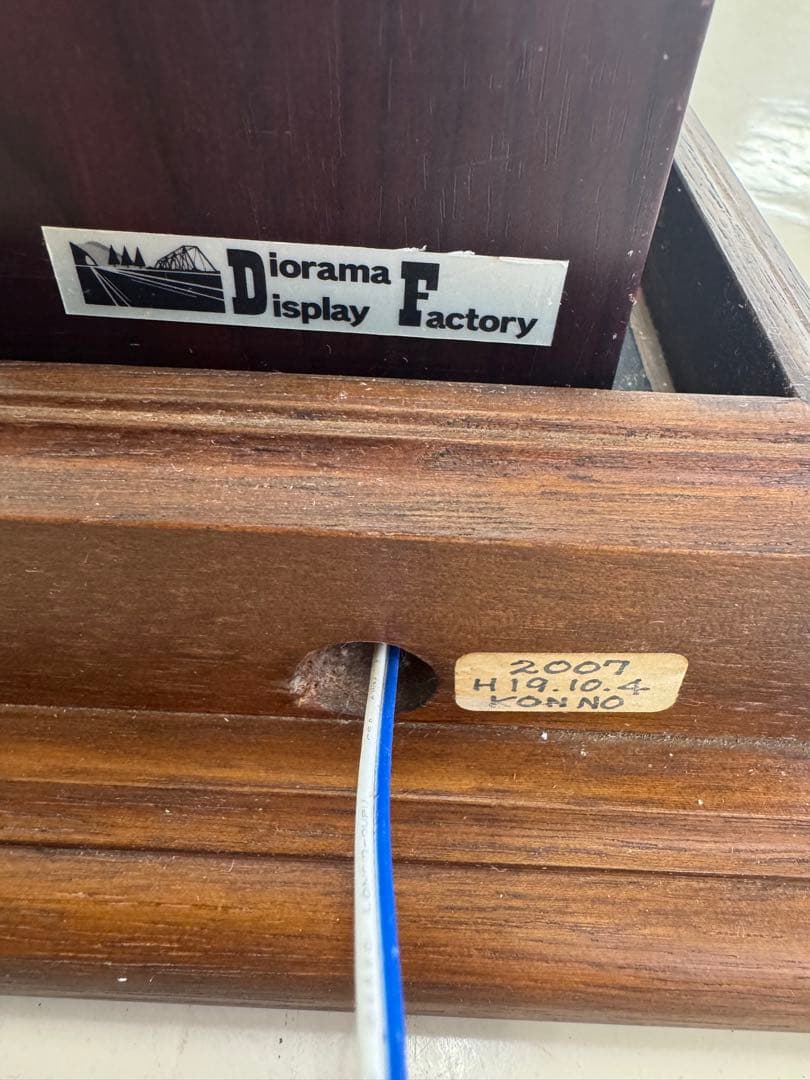 Diorama
Display Factory
2007
H19.10.4
KONNO